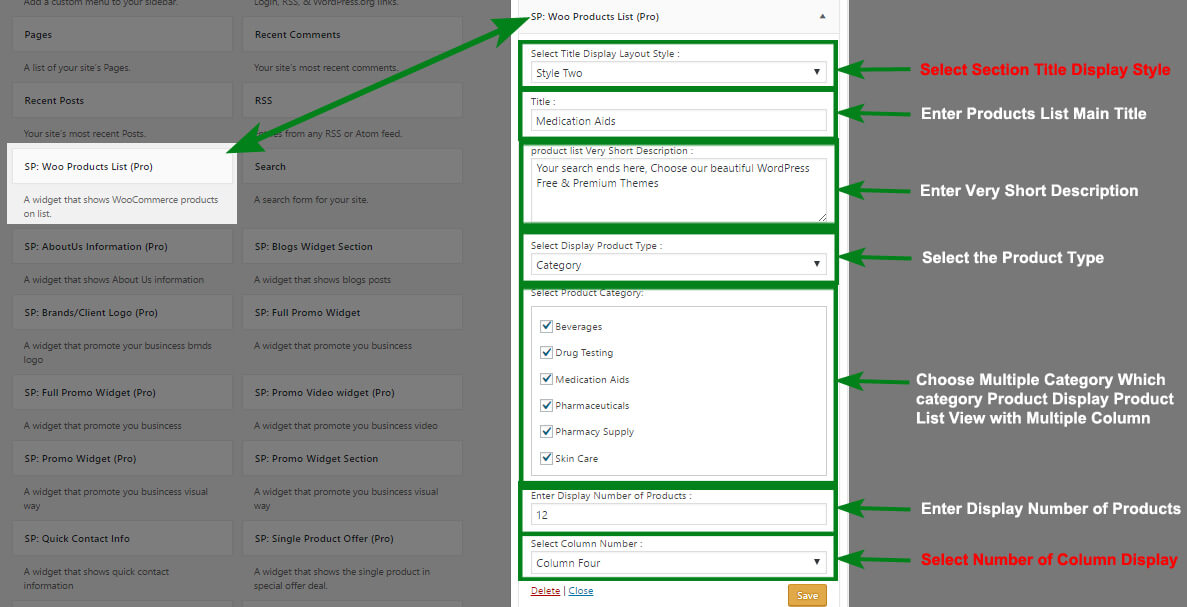 Add a custom menu to your sidebar.
Login, RSS, & WordPress.org links.
Pages
Recent Comments
A list of your site's Pages.
Your site's most recent comments.
Recent Posts
RSS
Your site's most recent Posts.
Entries from any RSS or Atom feed.
SP: Woo Products List (Pro)
Search
A widget that shows WooCommerce products
on list.
A search form for your site.
SP: AboutUs Information (Pro)
SP: Blogs Widget Section
A widget that shows About Us information
A widget that shows blogs posts
SP: Brands/Client Logo (Pro)
SP: Full Promo Widget
A widget that promote your business brnds
logo
A widget that promote you busincess
SP: Full Promo Widget (Pro)
SP: Promo Video widget (Pro)
A widget that promote you busincess
A widget that promote you busincess video
SP: Promo Widget (Pro)
SP: Promo Widget Section
A widget that promote you busincess visual
way
A widget that promote you busincess visual
way
SP: Quick Contact Info
SP: Single Product Offer (Pro)
A widget that shows quick contact
information
A widget that shows the single product in
special offer deal.
SP: Woo Products List (Pro)
Select Title Display Layout Style :
Style Two
Select Section Title Display Style
Title :
Medication Aids
Enter Products List Main Title
product list Very Short Description :
Your search ends here, Choose our beautiful WordPress
Free & Premium Themes
Enter Very Short Description
Select Display Product Type :
Category
Select the Product Type
Select Product Category:
Beverages
Drug Testing
Medication Aids
Pharmaceuticals
Pharmacy Supply
Skin Care
Choose Multiple Category Which
category Product Display Product
List View with Multiple Column
Enter Display Number of Products :
12
Enter Display Number of Products
Select Column Number :
Column Four
Select Number of Column Display
Delete | Close
Save